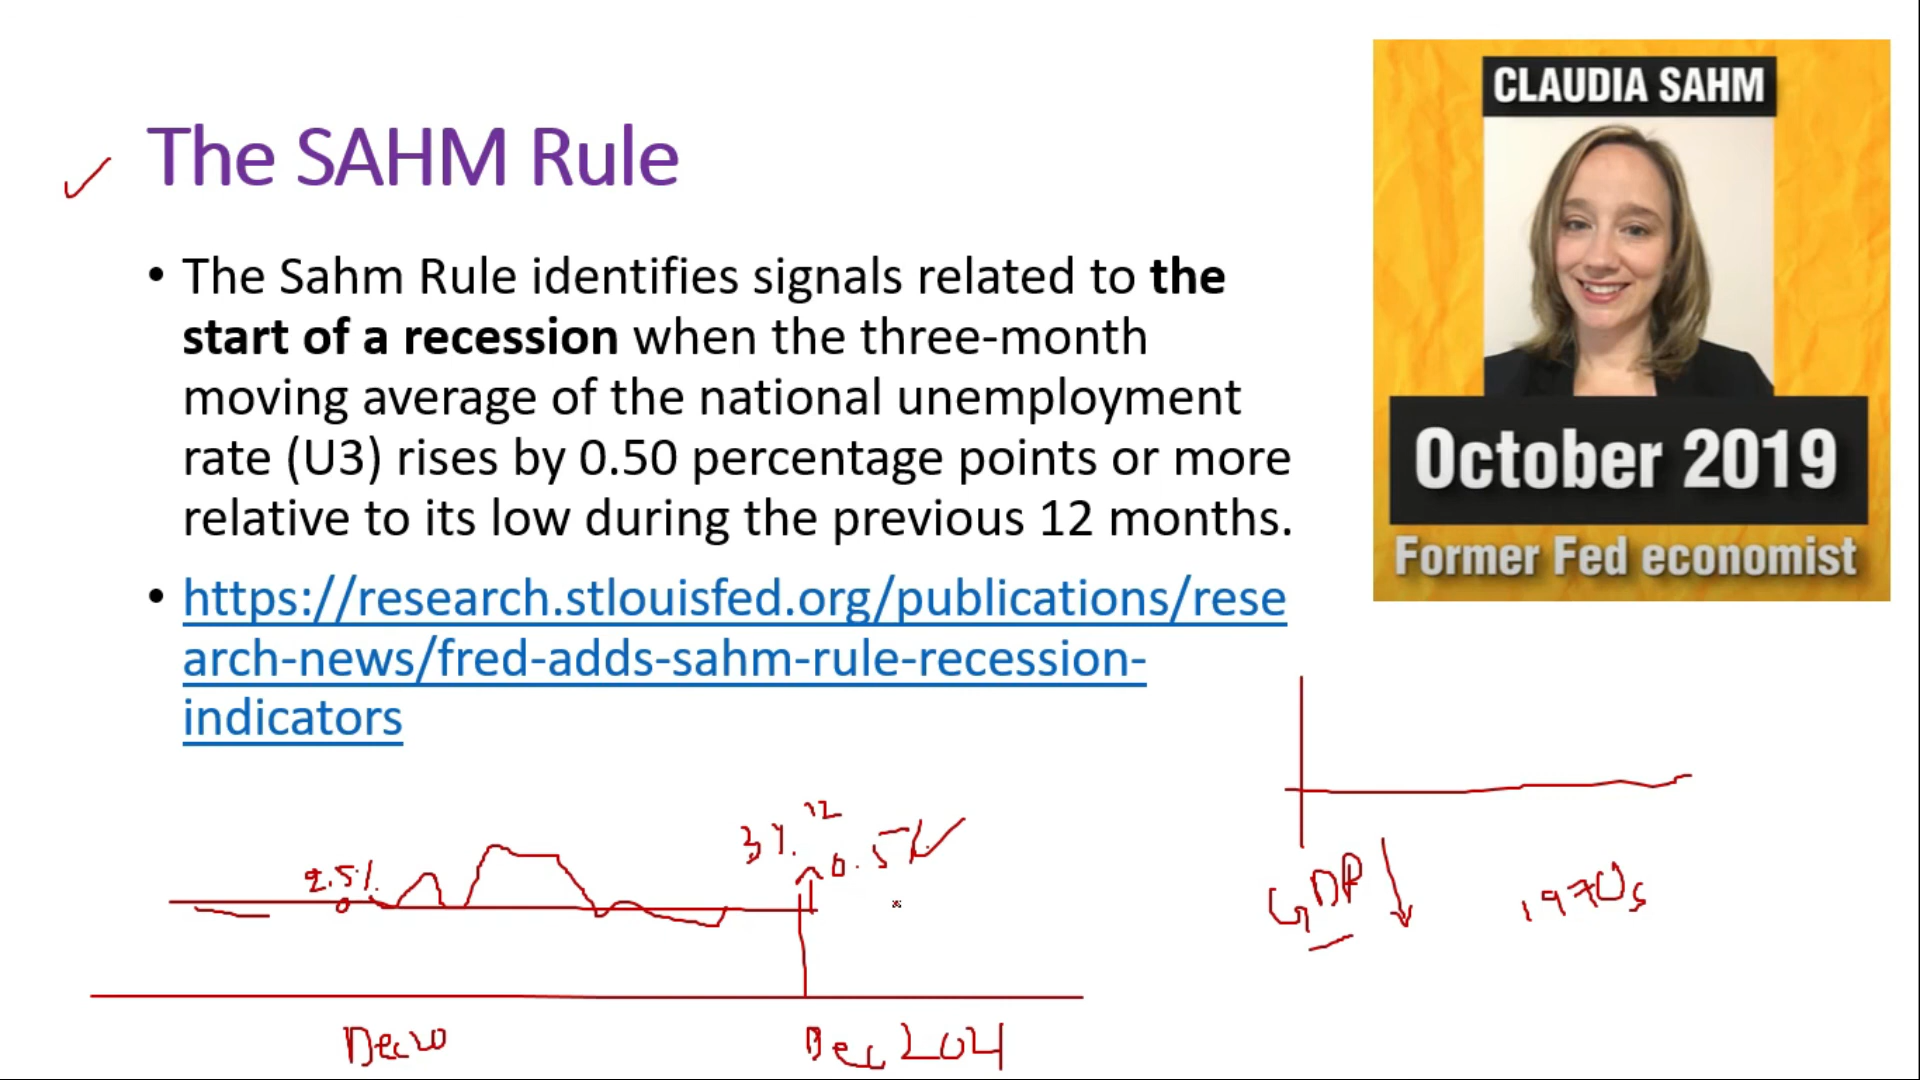 The SAHM Rule
• The Sahm Rule identifies signals related to the
start of a recession when the three-month
moving average of the national unemployment
rate (U3) rises by 0.50 percentage points or more
relative to its low during the previous 12 months.
• https://research.stlouisfed.org/publications/rese
arch-news/fred-adds-sahm-rule-recession-
indicators
CLAUDIA SAHM
October 2019
Former Fed economist
12
3%
0.5%
2.5%
GDP
1970s
Dec 20